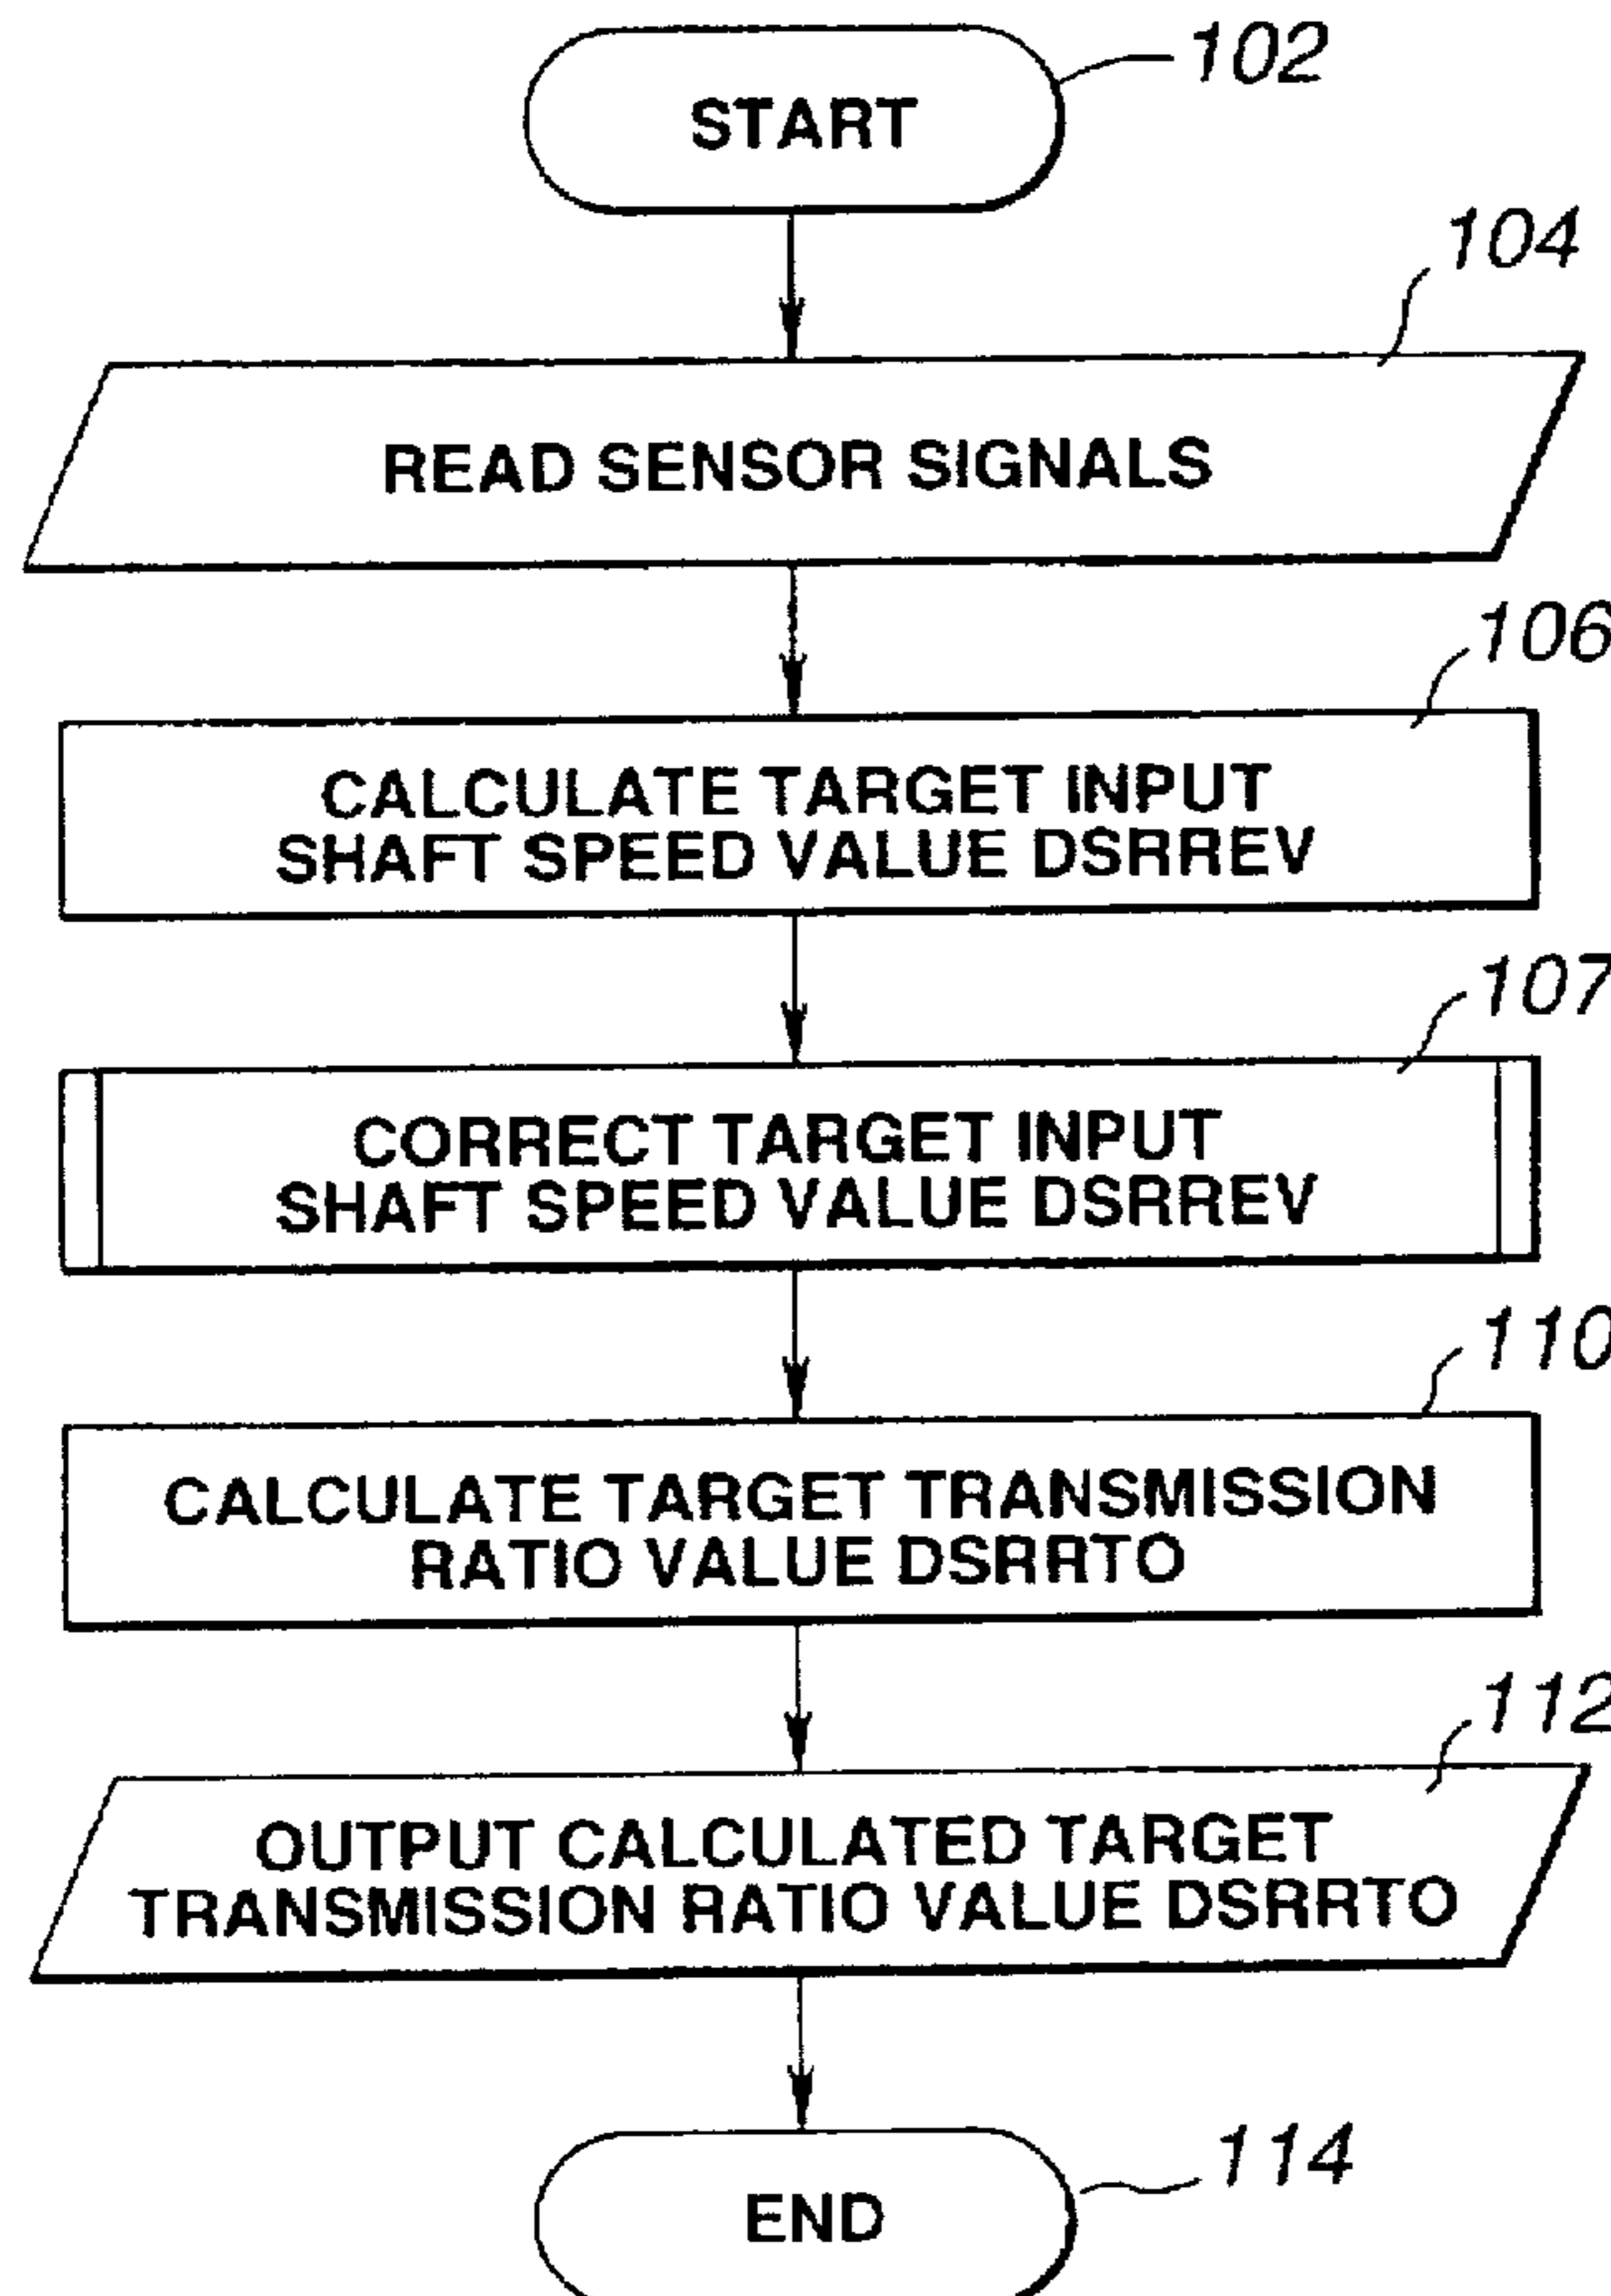 102
START
104
READ SENSOR SIGNALS
106
CALCULATE TARGET INPUT
SHAFT SPEED VALUE DSRREV
107
CORRECT TARGET INPUT
SHAFT SPEED VALUE DSRREV
110
CALCULATE TARGET TRANSMISSION
RATIO VALUE DSRRTO
112
OUTPUT CALCULATED TARGET
TRANSMISSION RATIO VALUE DSRRTO
114
END